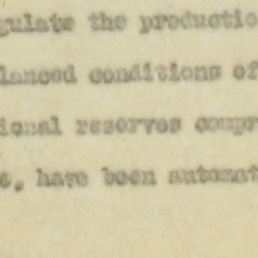 gulate the productio
lanced conditions of
ional reserves compr
s, have been automat